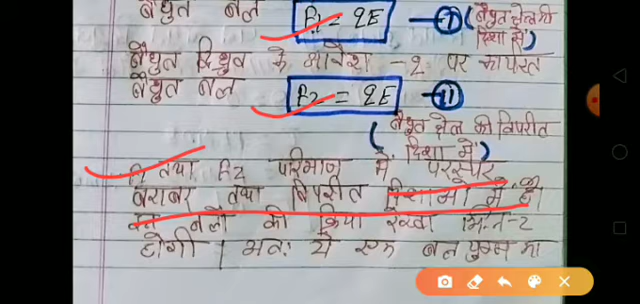 वैधुत बल F1 = qE — (I) (वैधुत क्षेत्र की
दिशा में)
वैधुत द्विध्रुव के आवेश -q पर कार्यरत
वैधुत बल F2 = qE — (II)
(वैधुत क्षेत्र की विपरीत
दिशा में)
F1 तथा F2 परिमाण में परस्पर
बराबर तथा विपरीत दिशाओं में हैं।
बलों की क्रिया रेखा भिन्न-2
होगी | अतः ये एक बल युग्म का